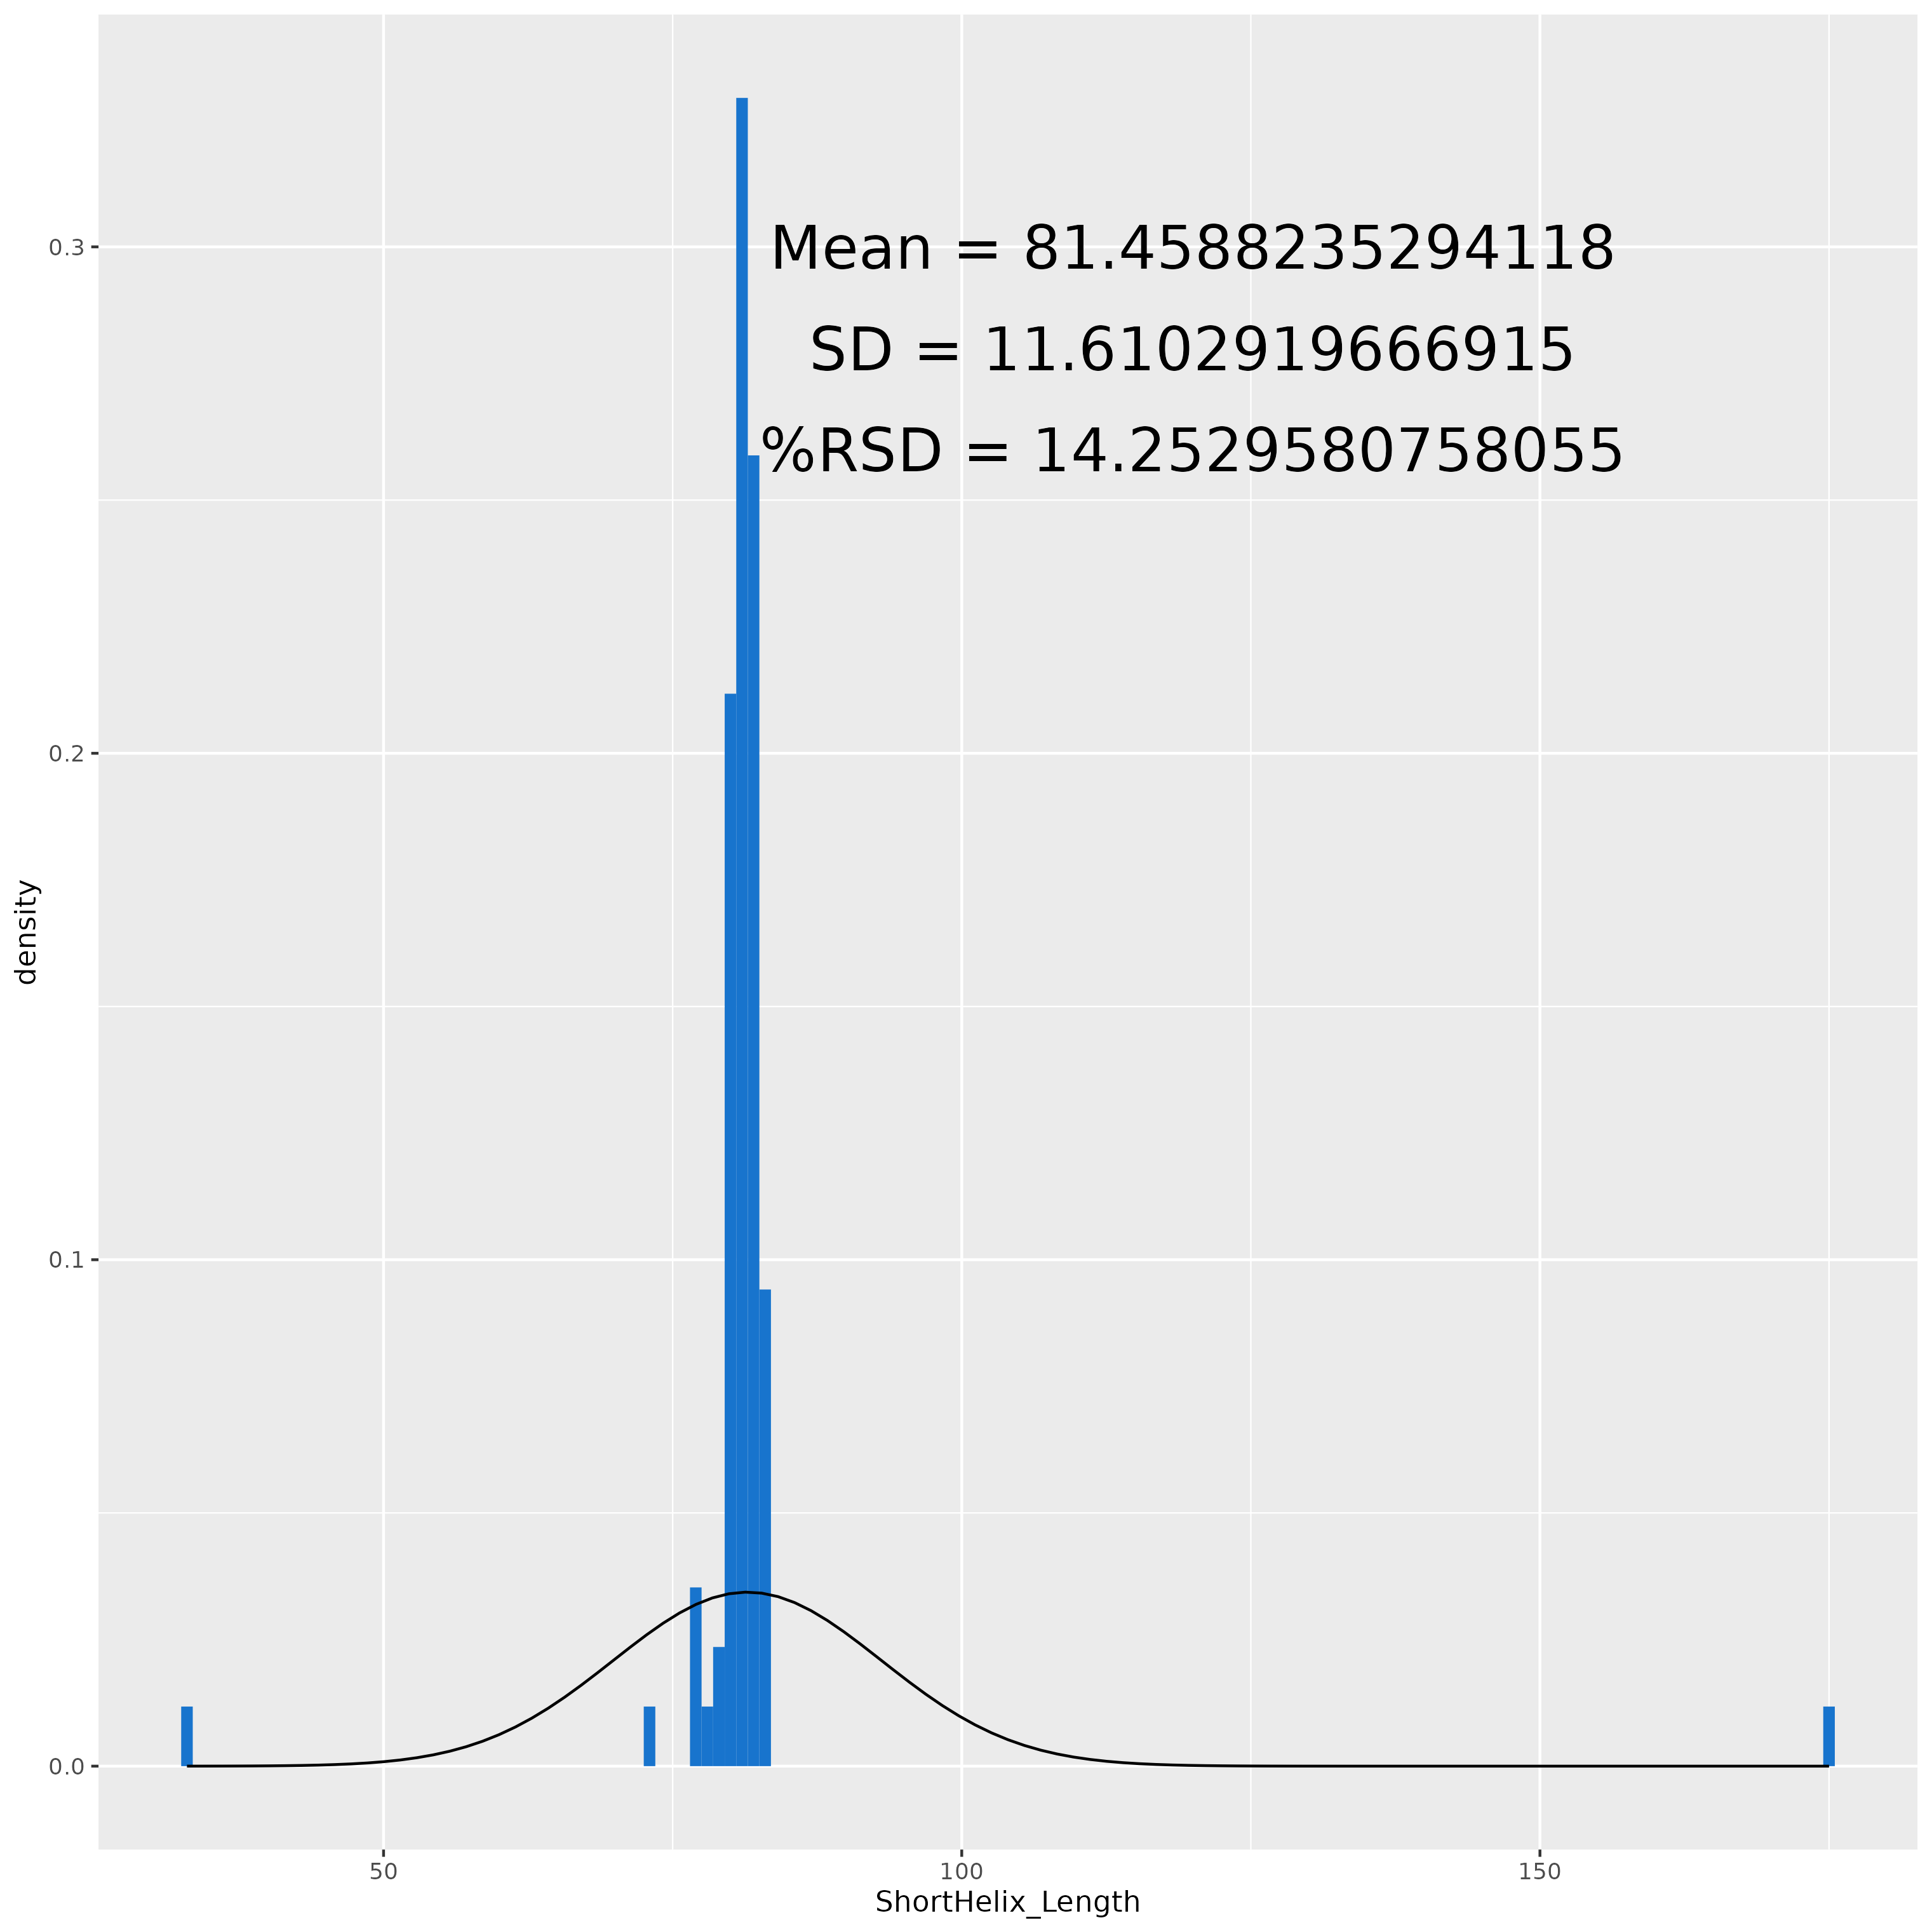 0.3
Mean = 81.4588235294118
SD = 11.6102919666915
%RSD = 14.2529580758055
0.2
density
0.1
0.0
50
100
150
ShortHelix_Length